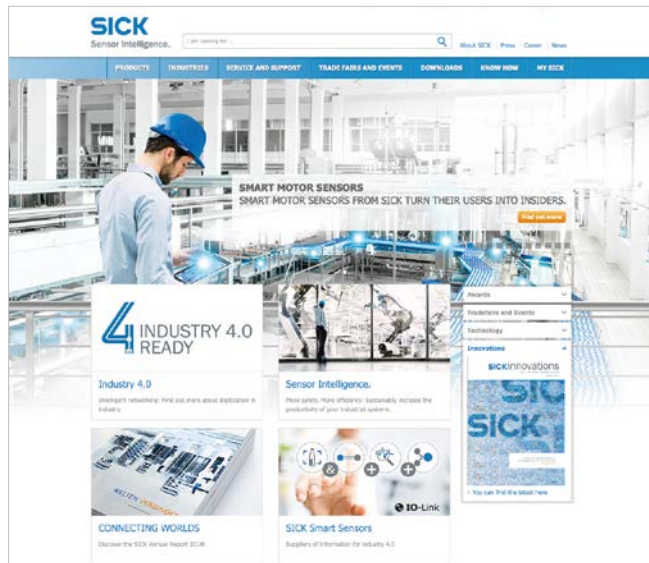 SICK
Sensor Intelligence.
I am looking for ...
About SICK | Press | Career | News
PRODUCTS
INDUSTRIES
SERVICE AND SUPPORT
TRADE FAIRS AND EVENTS
DOWNLOADS
KNOW HOW
MY SICK
SMART MOTOR SENSORS
SMART MOTOR SENSORS FROM SICK TURN THEIR USERS INTO INSIDERS.
Find out more
4 INDUSTRY 4.0
READY
Industry 4.0
Intelligent networking: Find out more about digitization in
industry.
Sensor Intelligence.
More safety. More efficiency: Sustainably increase the
productivity of your industrial systems.
Awards
Tradefairs and Events
Technology
Innovations
SICKinnovations
SICK
› You can find the latest here
WELTEN VERBINDEN
CONNECTING WORLDS
Discover the SICK Annual Report
&
+
+
IO-Link
SICK Smart Sensors
Suppliers of information for Industry 4.0